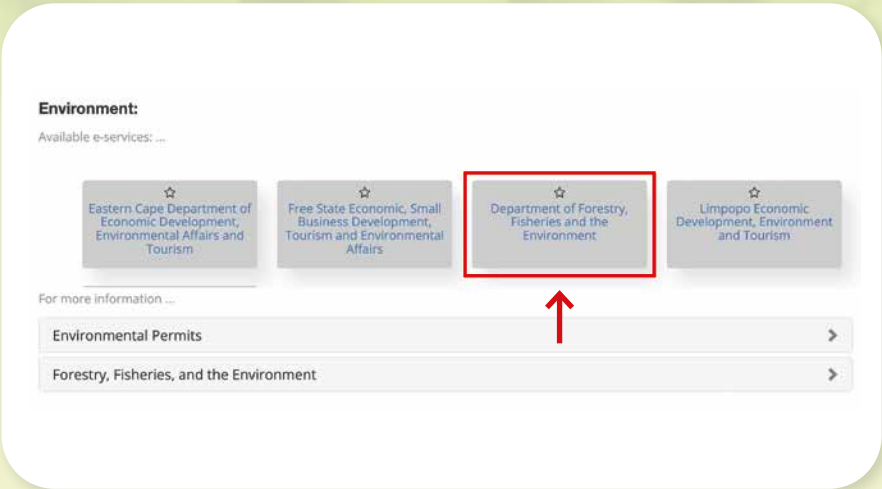 Environment:
Available e-services: ...
Eastern Cape Department of
Economic Development,
Environmental Affairs and
Tourism
Free State Economic, Small
Business Development,
Tourism and Environmental
Affairs
Department of Forestry,
Fisheries and the
Environment
Limpopo Economic
Development, Environment
and Tourism
For more information ...
Environmental Permits
Forestry, Fisheries, and the Environment